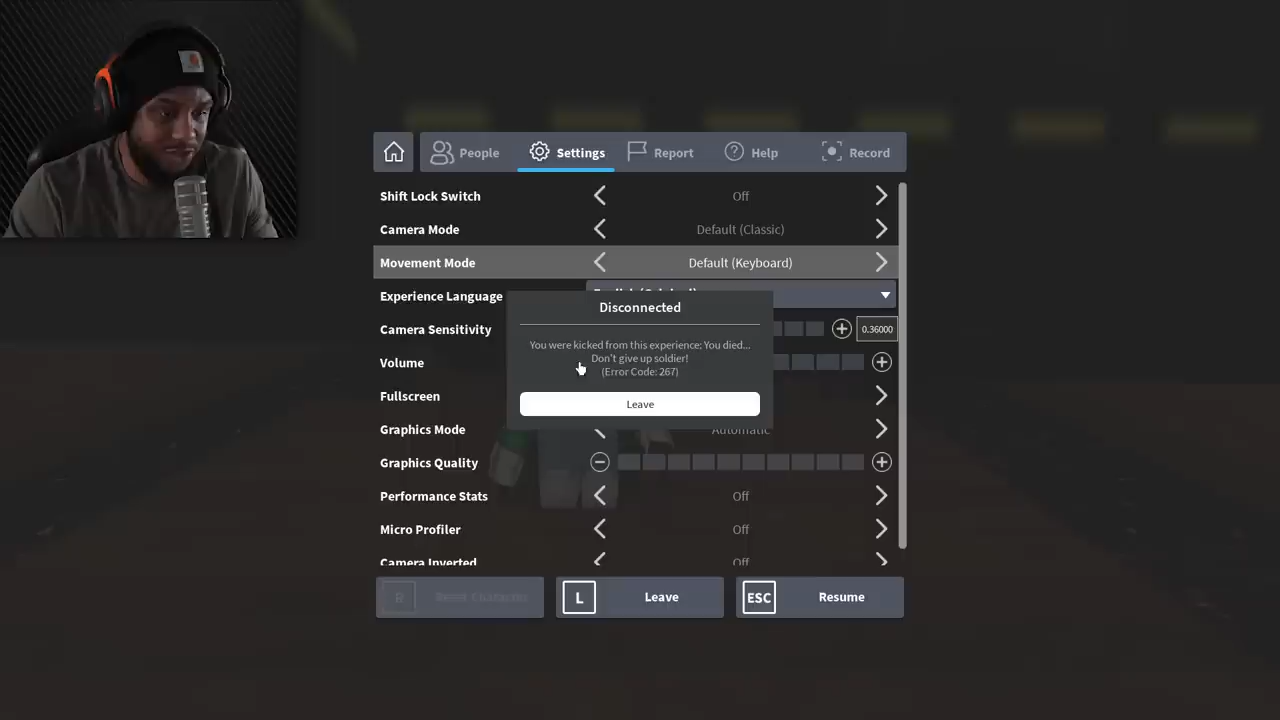 People
Settings
Report
Help
Record
Shift Lock Switch
Off
Camera Mode
Default (Classic)
Movement Mode
Default (Keyboard)
Experience Language
Camera Sensitivity
0.36000
Volume
Fullscreen
Graphics Mode
Automatic
Graphics Quality
Performance Stats
Off
Micro Profiler
Off
Camera Inverted
Off
Disconnected
You were kicked from this experience: You died...
Don't give up soldier!
(Error Code: 267)
Leave
R
Reset Character
L
Leave
ESC
Resume